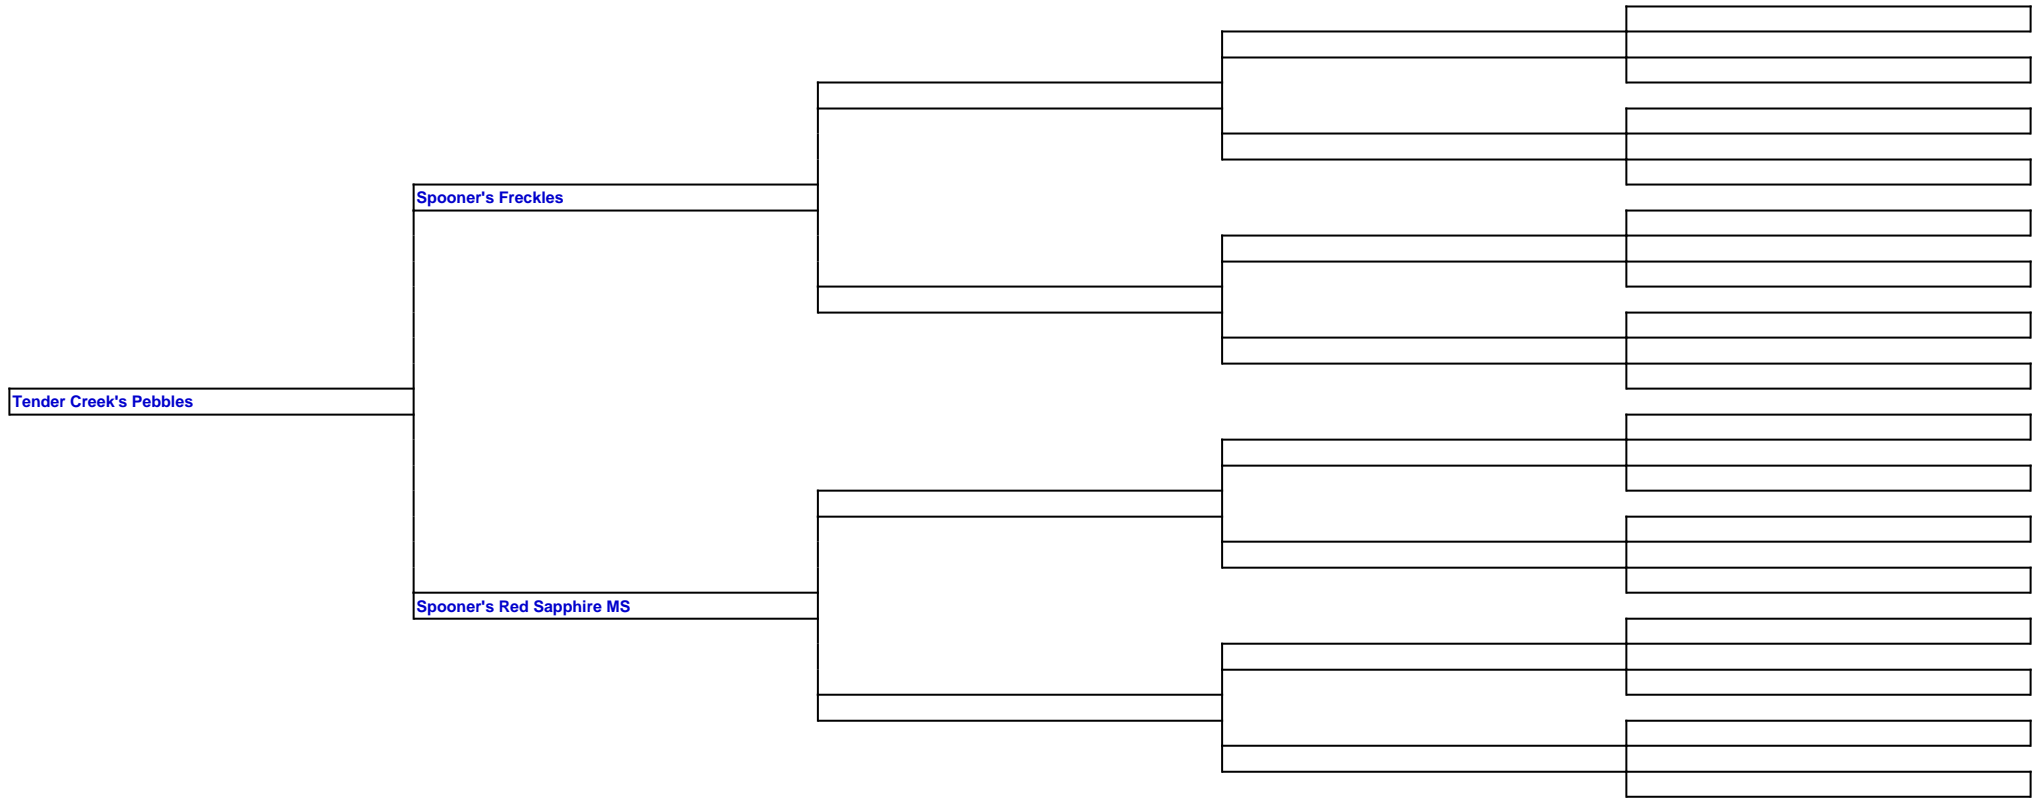 Spooner's Freckles
Tender Creek's Pebbles
Spooner's Red Sapphire MS